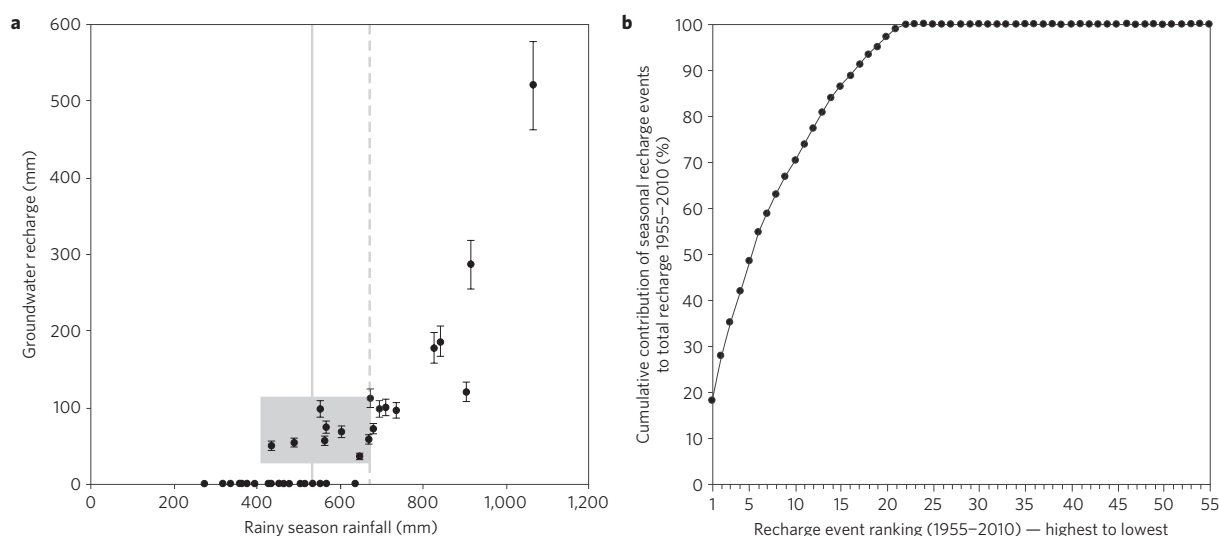 a
600
500
400
300
200
100
0
Groundwater recharge (mm)
0 200 400 600 800 1,000 1,200
Rainy season rainfall (mm)
b
100
90
80
70
60
50
40
30
20
10
0
Cumulative contribution of seasonal recharge events
to total recharge 1955–2010 (%)
1 5 10 15 20 25 30 35 40 45 50 55
Recharge event ranking (1955–2010) — highest to lowest